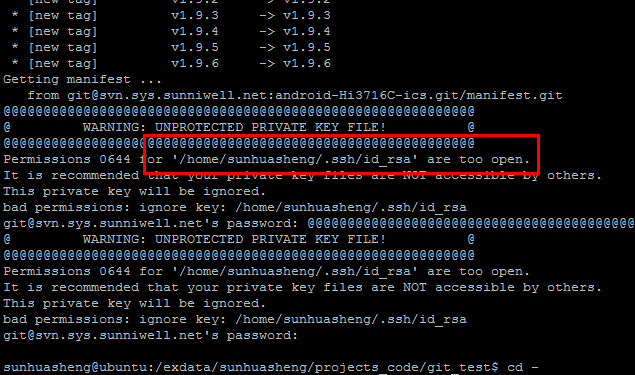 * [new tag]         v1.9.2     -> v1.9.2
* [new tag]         v1.9.3     -> v1.9.3
* [new tag]         v1.9.4     -> v1.9.4
* [new tag]         v1.9.5     -> v1.9.5
* [new tag]         v1.9.6     -> v1.9.6
Getting manifest ...
   from git@svn.sys.sunniwell.net:android-Hi3716C-ics.git/manifest.git
@@@@@@@@@@@@@@@@@@@@@@@@@@@@@@@@@@@@@@@@@@@@@@@@@@@@@@@@@@@
@         WARNING: UNPROTECTED PRIVATE KEY FILE!          @
@@@@@@@@@@@@@@@@@@@@@@@@@@@@@@@@@@@@@@@@@@@@@@@@@@@@@@@@@@@
Permissions 0644 for '/home/sunhuasheng/.ssh/id_rsa' are too open.
It is recommended that your private key files are NOT accessible by others.
This private key will be ignored.
bad permissions: ignore key: /home/sunhuasheng/.ssh/id_rsa
git@svn.sys.sunniwell.net's password: @@@@@@@@@@@@@@@@@@@@@@@@@@@@@@@@@@@@@@@@@
@         WARNING: UNPROTECTED PRIVATE KEY FILE!          @
@@@@@@@@@@@@@@@@@@@@@@@@@@@@@@@@@@@@@@@@@@@@@@@@@@@@@@@@@@@
Permissions 0644 for '/home/sunhuasheng/.ssh/id_rsa' are too open.
It is recommended that your private key files are NOT accessible by others.
This private key will be ignored.
bad permissions: ignore key: /home/sunhuasheng/.ssh/id_rsa
git@svn.sys.sunniwell.net's password:
sunhuasheng@ubuntu:/exdata/sunhuasheng/projects_code/git_test$ cd -